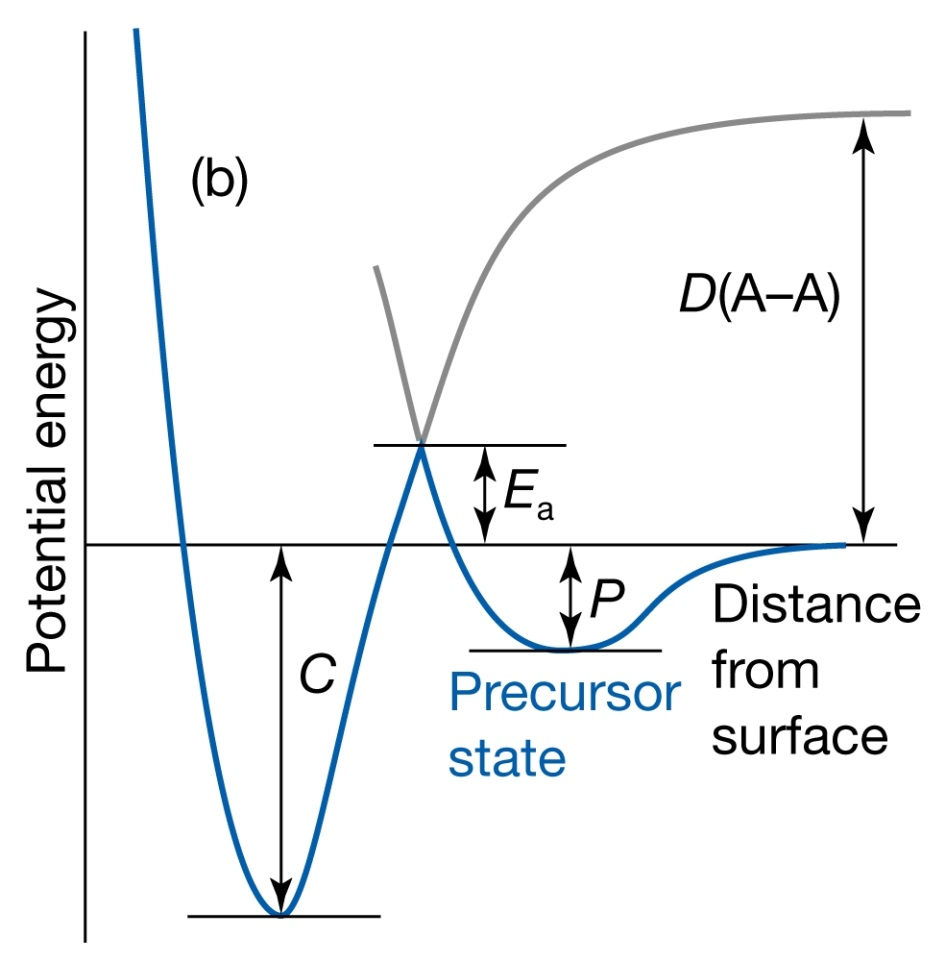 (b)
D(A–A)
Potential energy
Eₐ
P
C
Distance
from
surface
Precursor
state